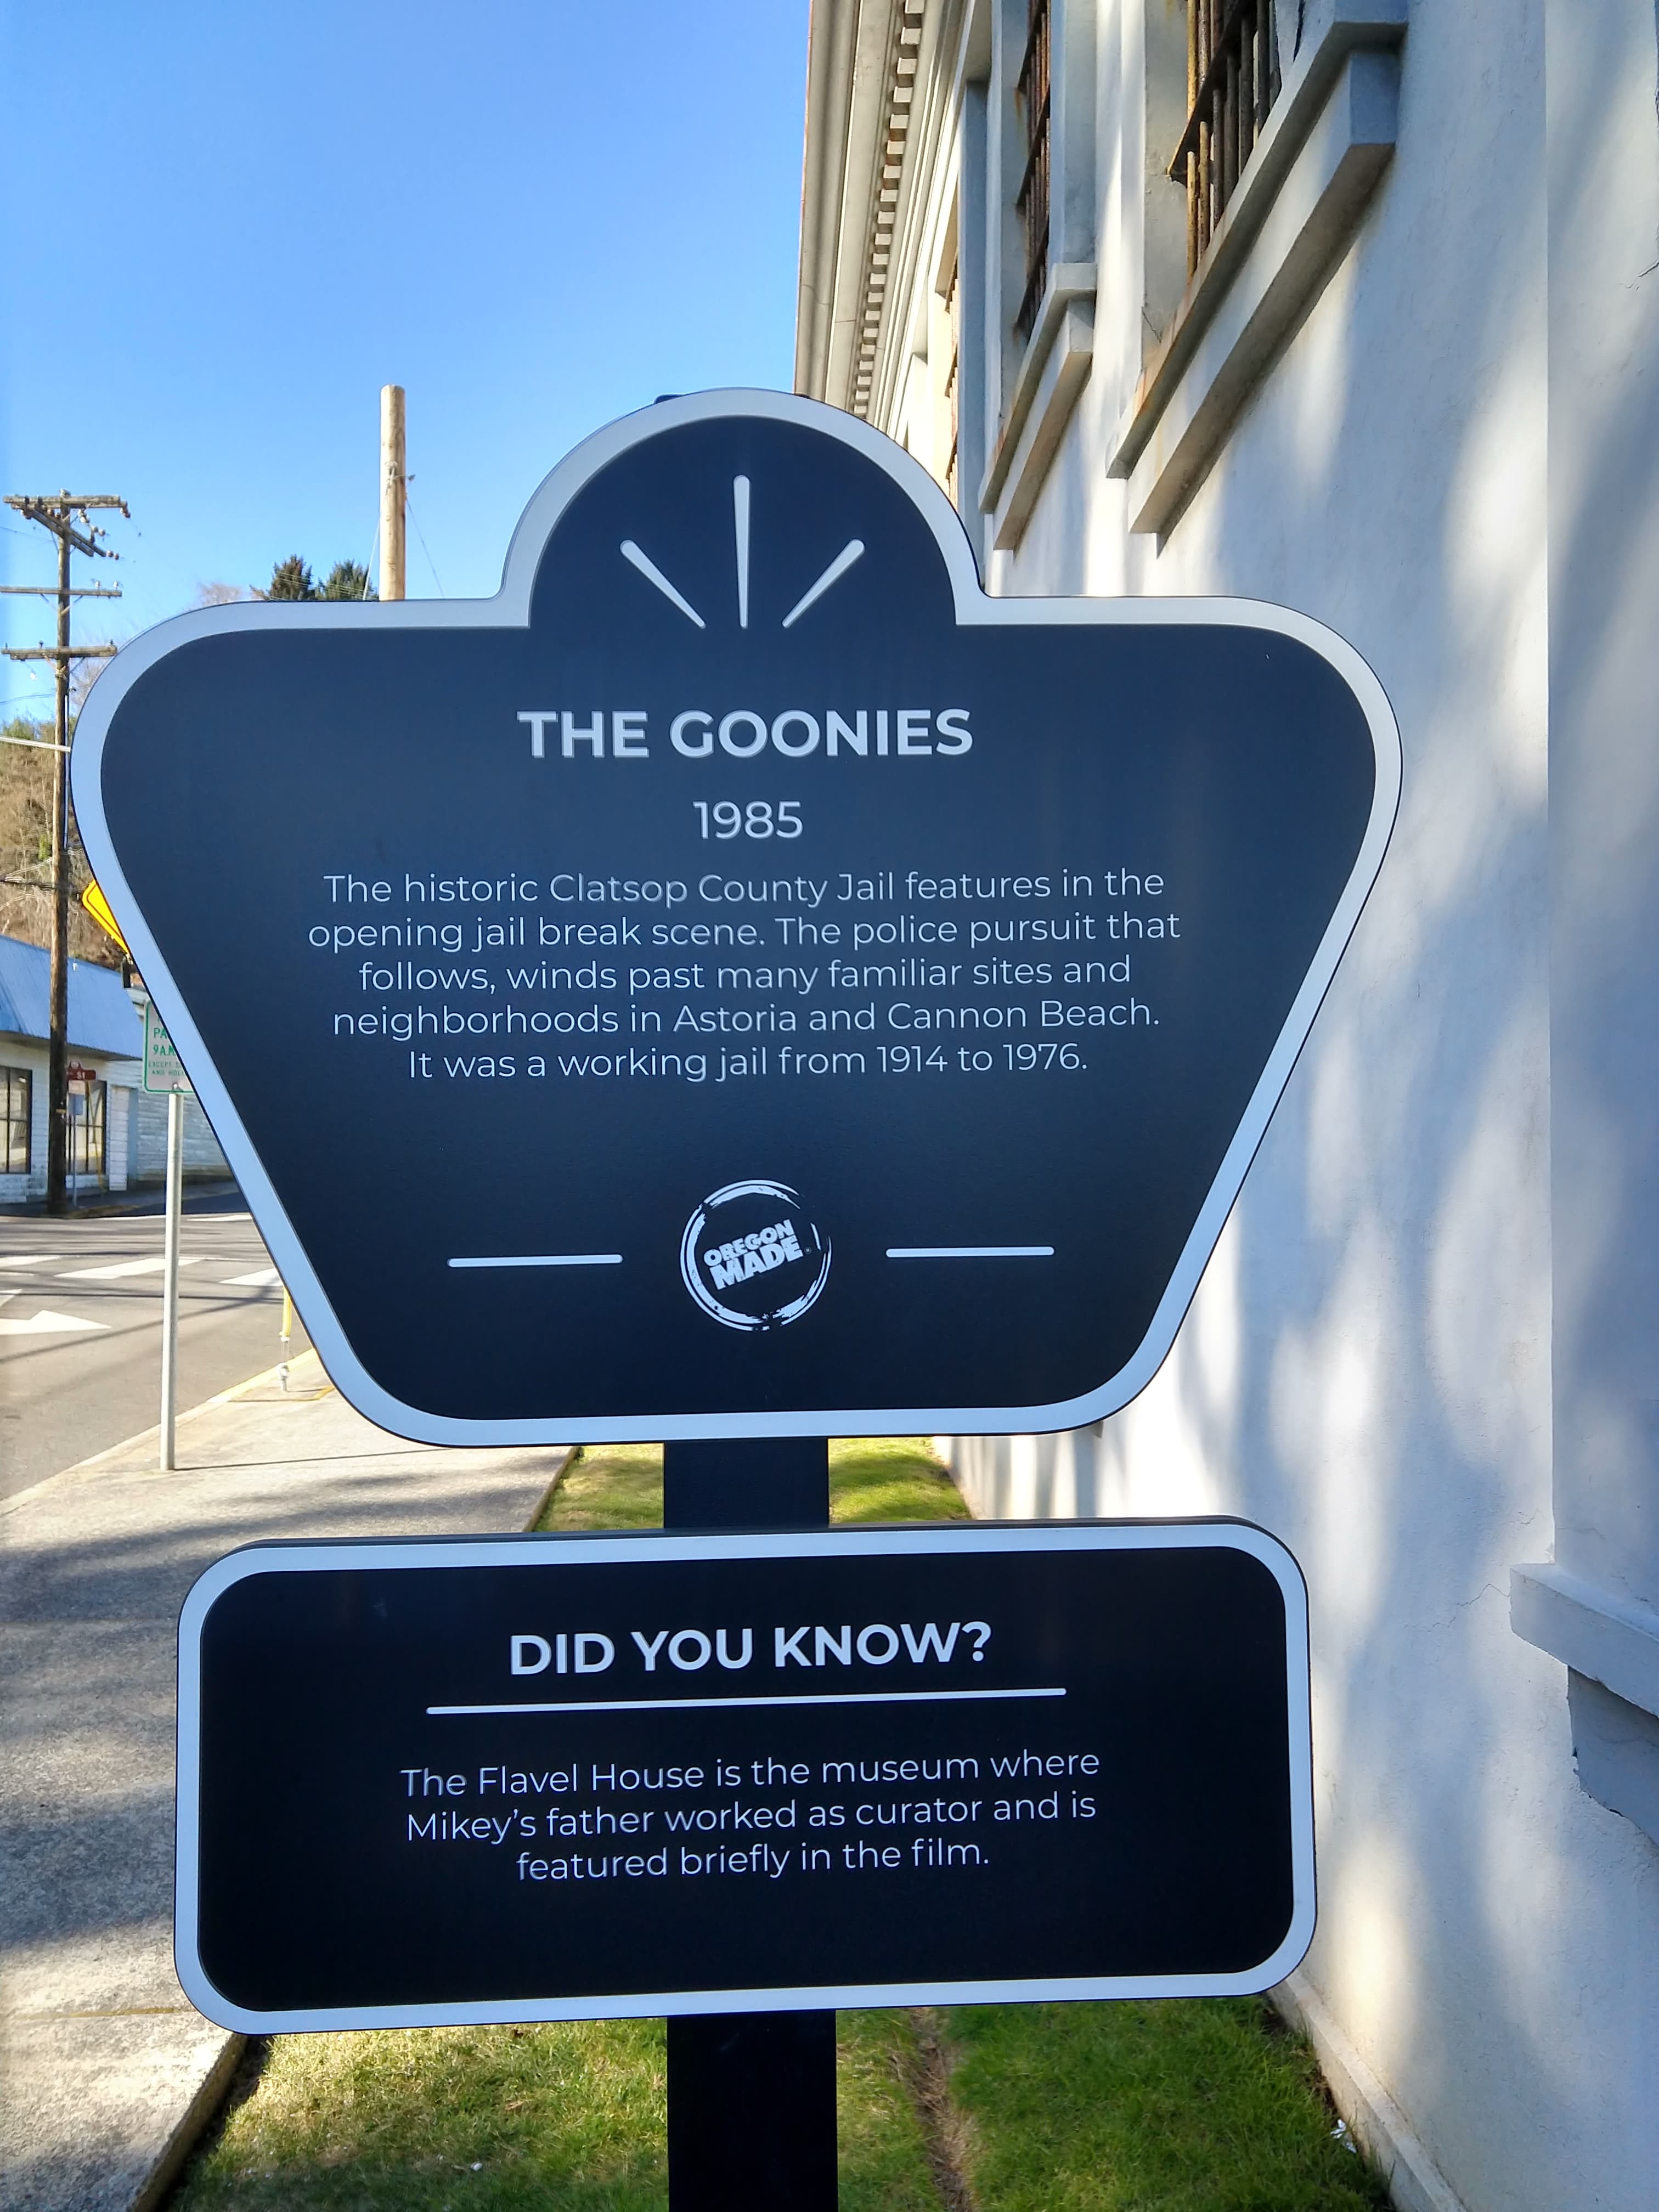 THE GOONIES
1985
The historic Clatsop County Jail features in the
opening jail break scene. The police pursuit that
follows, winds past many familiar sites and
neighborhoods in Astoria and Cannon Beach.
It was a working jail from 1914 to 1976.
OREGON
MADE
DID YOU KNOW?
The Flavel House is the museum where
Mikey's father worked as curator and is
featured briefly in the film.
St